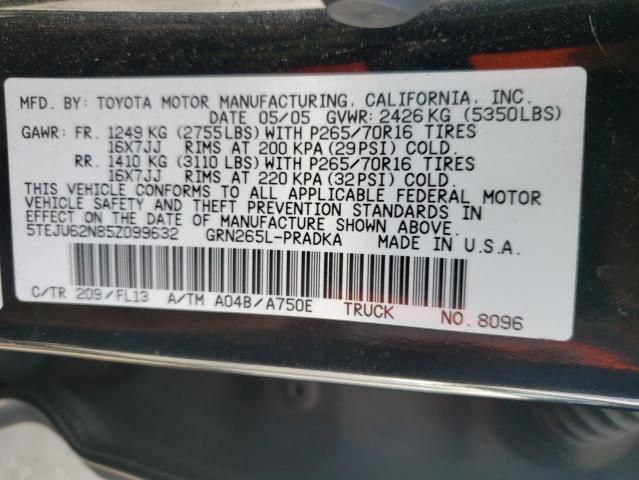 MFD. BY: TOYOTA MOTOR MANUFACTURING, CALIFORNIA, INC.
DATE 05/05 GVWR: 2426 KG (5350LBS)
GAWR: FR. 1249 KG (2755LBS) WITH P265/70R16 TIRES
16X7JJ RIMS AT 200 KPA (29PSI) COLD.
RR. 1410 KG (3110 LBS) WITH P265/70R16 TIRES
16X7JJ RIMS AT 220 KPA (32PSI) COLD.
THIS VEHICLE CONFORMS TO ALL APPLICABLE FEDERAL MOTOR
VEHICLE SAFETY AND THEFT PREVENTION STANDARDS IN
EFFECT ON THE DATE OF MANUFACTURE SHOWN ABOVE.
5TEJU62N85Z099632 GRN265L-PRADKA MADE IN U.S.A.
C/TR 209/FL13 A/TM A04B/A750E TRUCK NO. 8096